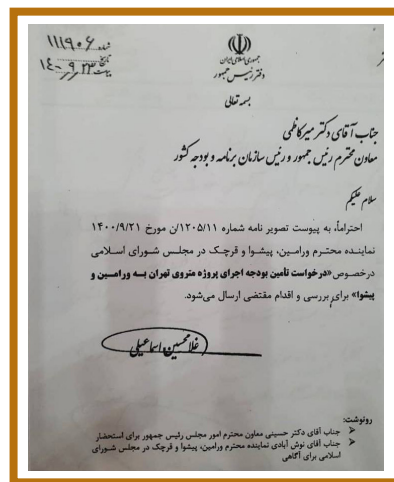 شماره ۱۱۱۹۰۶
تاریخ ۱۴۰۰/۹/۲۳
پیوست
جمهوری اسلامی ایران
دفتر رئیس جمهور
بسمه تعالی
جناب آقای دکتر میرکاظمی
معاون محترم رئیس جمهور و رئیس سازمان برنامه و بودجه کشور
سلام علیکم
احتراماً، به پیوست تصویر نامه شماره ۱۲۰۵/۱۱/ن مورخ ۱۴۰۰/۹/۲۱
نماینده محترم ورامین، پیشوا و قرچک در مجلس شورای اسلامی
درخصوص «درخواست تأمین بودجه اجرای پروژه متروی تهران به ورامین و
پیشوا» برای بررسی و اقدام مقتضی ارسال می‌شود.
غلامحسین اسماعیلی
رونوشت:
جناب آقای دکتر حسینی معاون محترم امور مجلس رئیس جمهور برای استحضار
جناب آقای نوش آبادی نماینده محترم ورامین، پیشوا و قرچک در مجلس شورای
اسلامی برای آگاهی